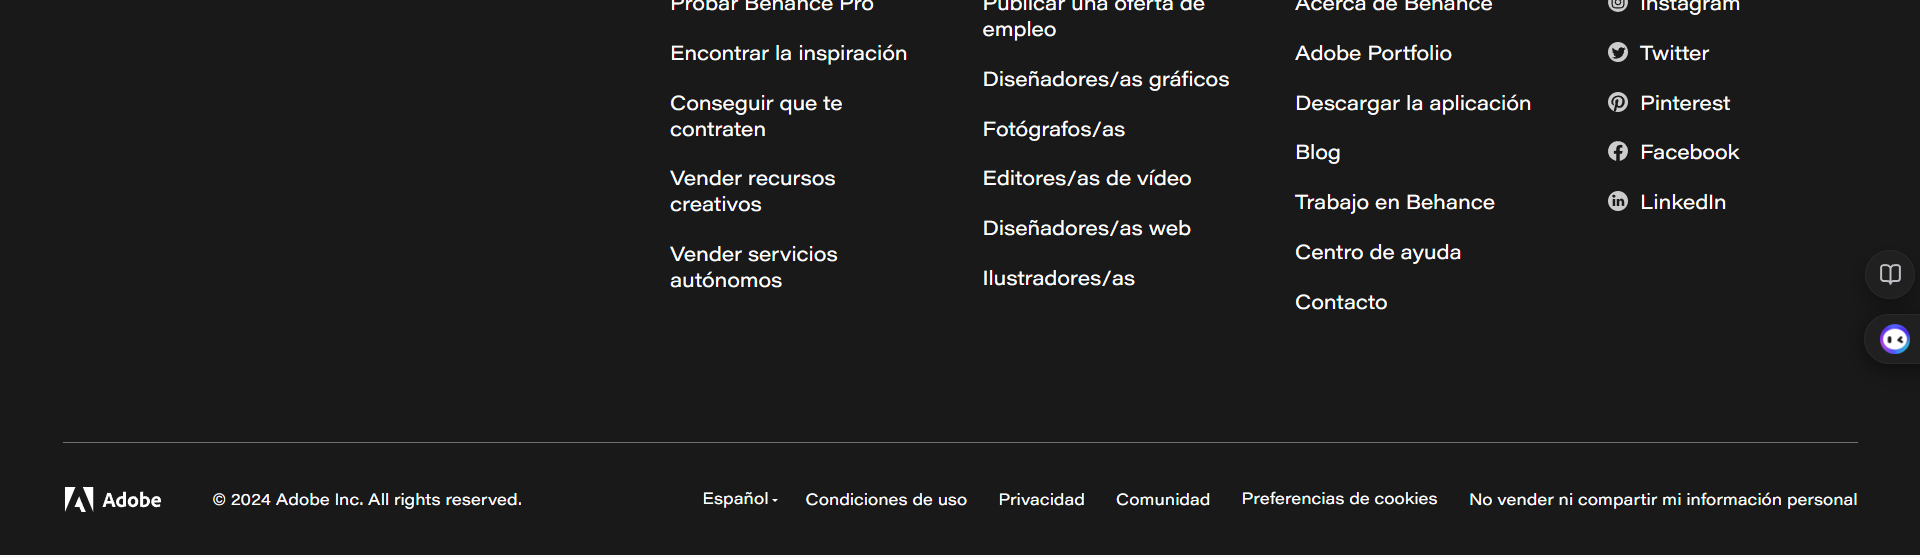 Probar Behance Pro
Encontrar la inspiración
Conseguir que te
contraten
Vender recursos
creativos
Vender servicios
autónomos
Publicar una oferta de
empleo
Diseñadores/as gráficos
Fotógrafos/as
Editores/as de vídeo
Diseñadores/as web
Ilustradores/as
Acerca de Behance
Adobe Portfolio
Descargar la aplicación
Blog
Trabajo en Behance
Centro de ayuda
Contacto
Instagram
Twitter
Pinterest
Facebook
LinkedIn
Adobe
© 2024 Adobe Inc. All rights reserved.
Español
Condiciones de uso
Privacidad
Comunidad
Preferencias de cookies
No vender ni compartir mi información personal